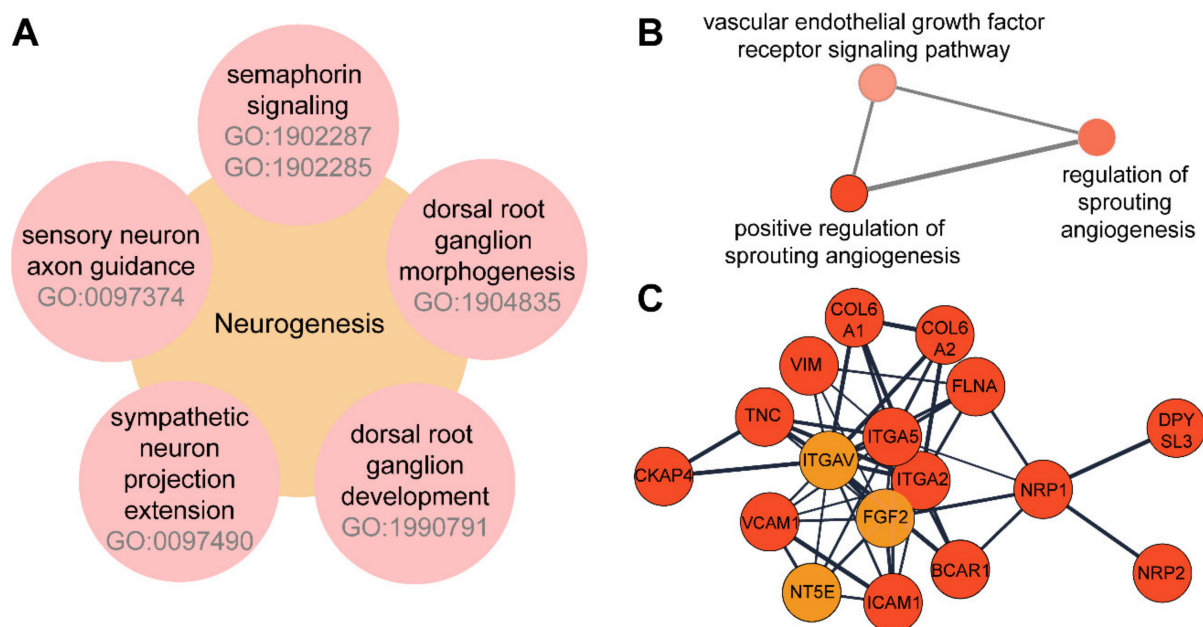 A
semaphorin
signaling
GO:1902287
GO:1902285
sensory neuron
axon guidance
GO:0097374
dorsal root
ganglion
morphogenesis
GO:1904835
Neurogenesis
sympathetic
neuron
projection
extension
GO:0097490
dorsal root
ganglion
development
GO:1990791
B
vascular endothelial growth factor
receptor signaling pathway
regulation of
sprouting
angiogenesis
positive regulation of
sprouting angiogenesis
C
COL6
A1
COL6
A2
VIM
FLNA
TNC
ITGA5
DPY
SL3
ITGAV
CKAP4
ITGA2
NRP1
VCAM1
FGF2
BCAR1
NRP2
NT5E
ICAM1